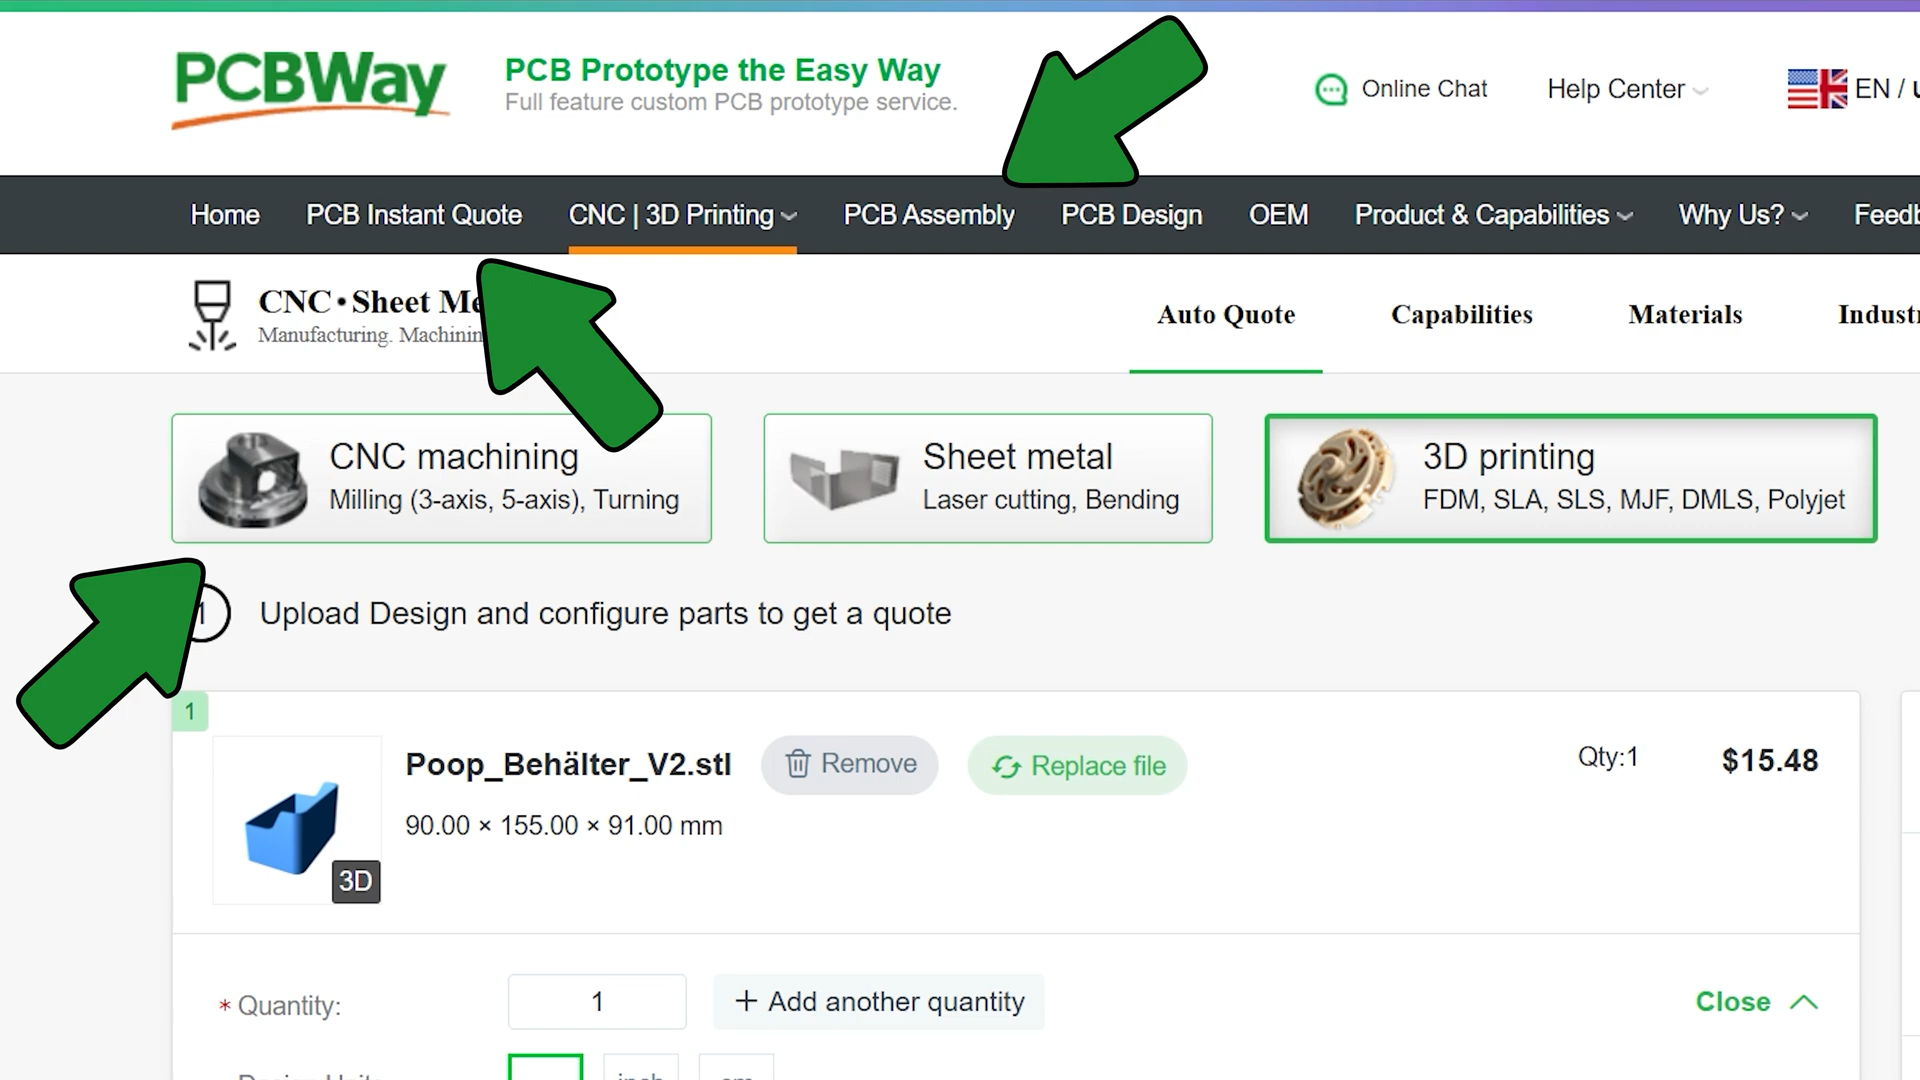 PCBWay
PCB Prototype the Easy Way
Full feature custom PCB prototype service.
Online Chat
Help Center
EN /
Home
PCB Instant Quote
CNC | 3D Printing
PCB Assembly
PCB Design
OEM
Product & Capabilities
Why Us?
CNC•Sheet
Manufacturing.
Auto Quote
Capabilities
Materials
CNC machining
Milling (3-axis, 5-axis), Turning
Sheet metal
Laser cutting, Bending
3D printing
FDM, SLA, SLS, MJF, DMLS, Polyjet
1 Upload Design and configure parts to get a quote
1
Poop_Behälter_V2.stl
Remove
Replace file
Qty:1
$15.48
90.00 × 155.00 × 91.00 mm
3D
* Quantity:
1
+ Add another quantity
Close